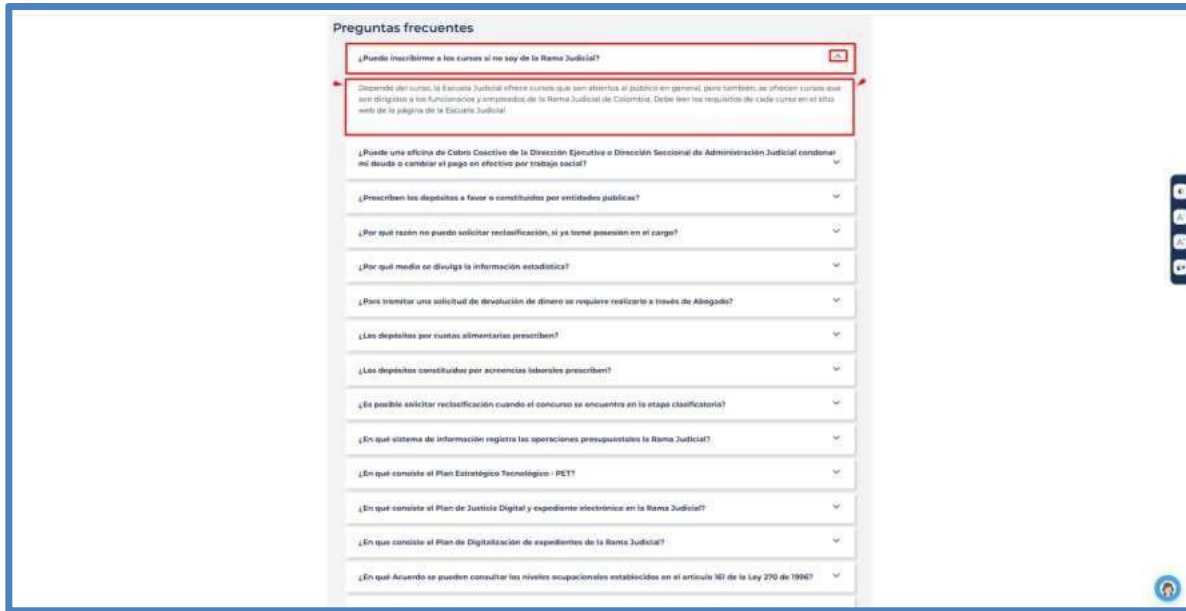 Preguntas frecuentes
¿Puedo inscribirme a los cursos si no soy de la Rama Judicial?
Depende del curso, la Escuela Judicial ofrece cursos que son abiertos al público en general, pero también, se ofrecen cursos que
son dirigidos a los funcionarios y empleados de la Rama Judicial de Colombia. Debe leer los requisitos de cada curso en el sitio
web de la página de la Escuela Judicial
¿Puede una oficina de Cobro Coactivo de la Dirección Ejecutiva o Dirección Seccional de Administración Judicial condonar
mi deuda o cambiar el pago en efectivo por trabajo social?
¿Prescriben los depósitos a favor o constituidos por entidades públicas?
¿Por qué razón no puedo solicitar reclasificación, si ya tomé posesión en el cargo?
¿Por qué medio se divulga la información estadística?
¿Para tramitar una solicitud de devolución de dinero se requiere realizarlo a través de Abogado?
¿Los depósitos por cuotas alimentarias prescriben?
¿Los depósitos constituidos por acreencias laborales prescriben?
¿Es posible solicitar reclasificación cuando el concurso se encuentra en la etapa clasificatoria?
¿En qué sistema de información registra las operaciones presupuestales la Rama Judicial?
¿En qué consiste el Plan Estratégico Tecnológico - PET?
¿En qué consiste el Plan de Justicia Digital y expediente electrónico en la Rama Judicial?
¿En que consiste el Plan de Digitalización de expedientes de la Rama Judicial?
¿En qué Acuerdo se pueden consultar los niveles ocupacionales establecidos en el artículo 161 de la Ley 270 de 1996?